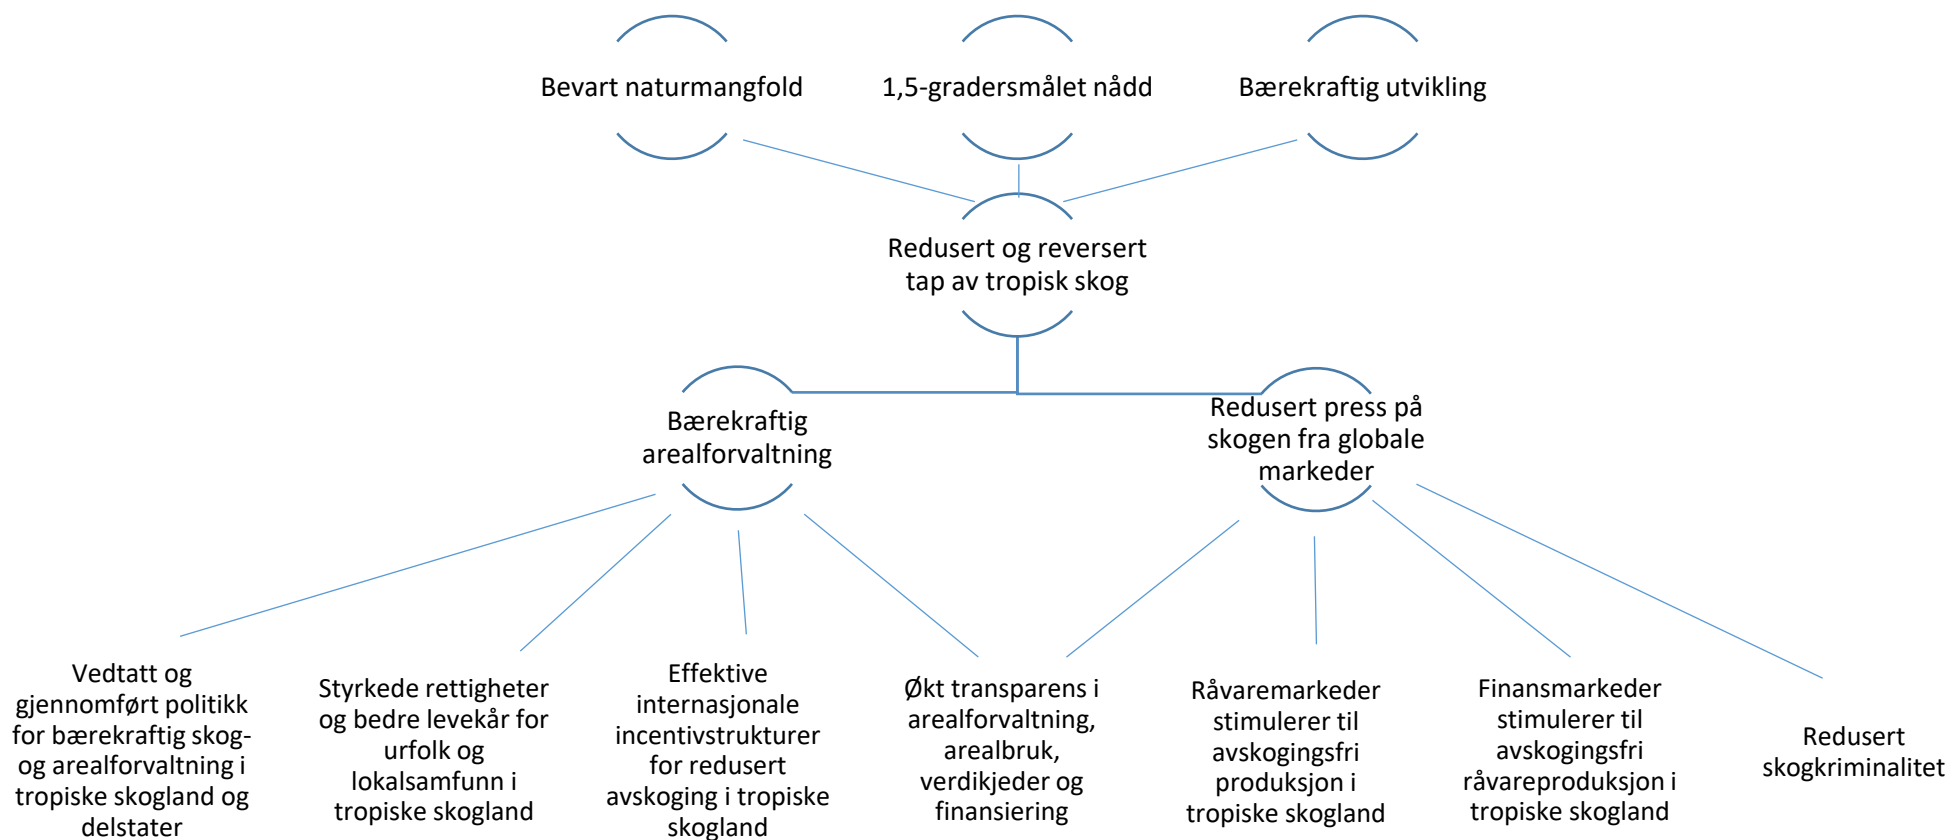 Bevart naturmangfold
1,5-gradersmålet nådd
Bærekraftig utvikling
Redusert og reversert
tap av tropisk skog
Bærekraftig
arealforvaltning
Redusert press på
skogen fra globale
markeder
Vedtatt og
gjennomført politikk
for bærekraftig skog-
og arealforvaltning i
tropiske skogland og
delstater
Styrkede rettigheter
og bedre levekår for
urfolk og
lokalsamfunn i
tropiske skogland
Effektive
internasjonale
incentivstrukturer
for redusert
avskoging i tropiske
skogland
Økt transparens i
arealforvaltning,
arealbruk,
verdikjeder og
finansiering
Råvaremarkeder
stimulerer til
avskogingsfri
produksjon i
tropiske skogland
Finansmarkeder
stimulerer til
avskogingsfri
råvareproduksjon i
tropiske skogland
Redusert
skogkriminalitet